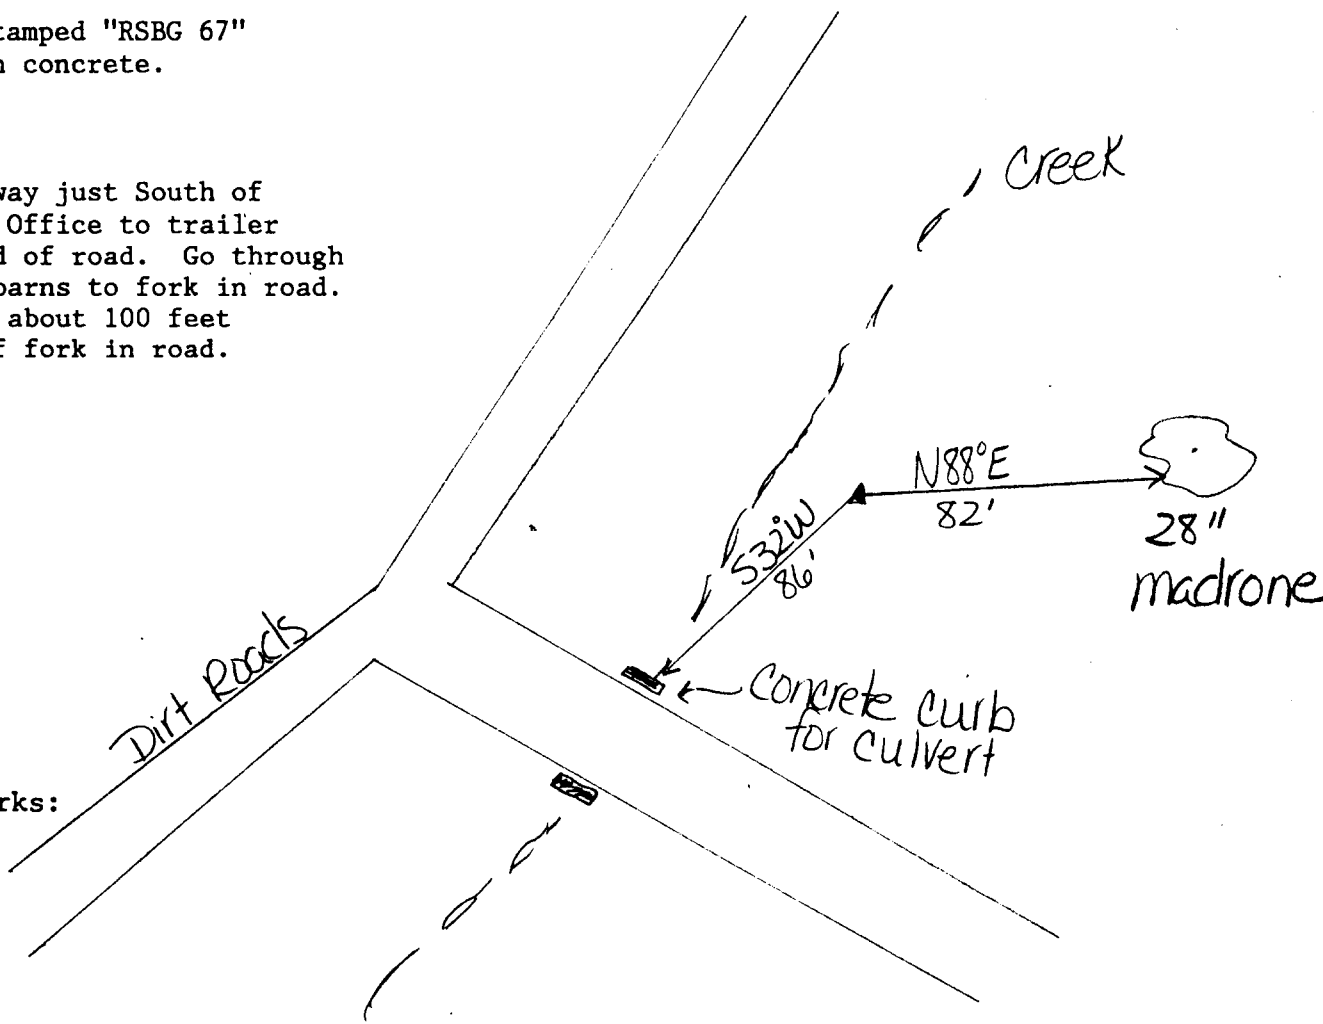 tamped "RSBG 67"
concrete.
way just South of
Office to trailer
of road. Go through
barns to fork in road.
about 100 feet
fork in road.
Creek
N88°E
82'
28"
madrone
S32°W
86'
Dirt Roads
Concrete curb
for culvert
rks: